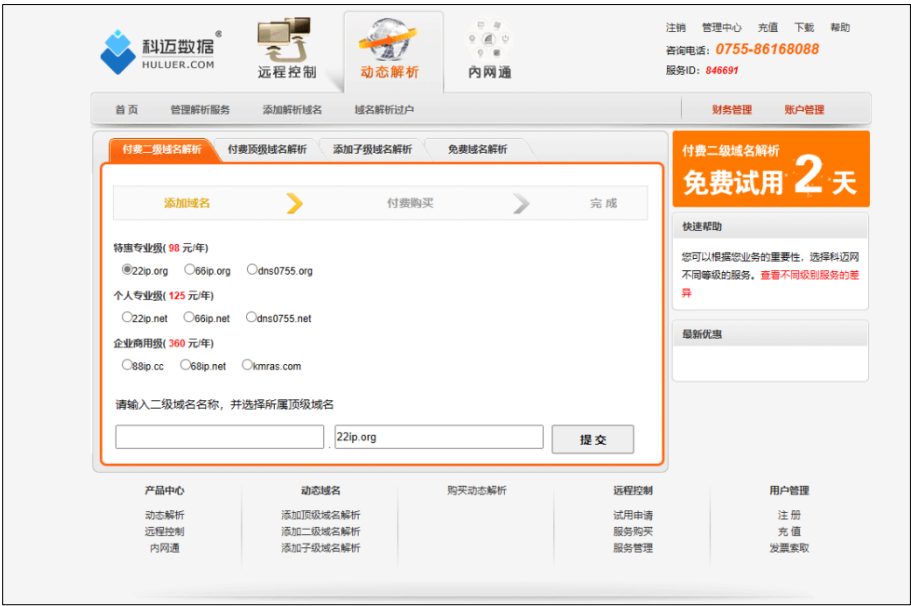 科迈数据®
HULUER.COM
远程控制
动态解析
内网通
注销 管理中心 充值 下载 帮助
咨询电话: 0755-86168088
服务ID: 846691
首 页 管理解析服务 添加解析域名 域名解析过户 财务管理 账户管理
付费二级域名解析 付费顶级域名解析 添加子级域名解析 免费域名解析
添加域名 付费购买 完 成
特惠专业级( 98 元/年)
22ip.org 66ip.org dns0755.org
个人专业级( 125 元/年)
22ip.net 66ip.net dns0755.net
企业商用级( 360 元/年)
88ip.cc 68ip.net kmras.com
请输入二级域名名称，并选择所属顶级域名
. 22ip.org 提 交
付费二级域名解析
免费试用2天
快速帮助
您可以根据您业务的重要性，选择科迈网
不同等级的服务。查看不同级别服务的差
异
最新优惠
产品中心 动态域名 购买动态解析 远程控制 用户管理
动态解析 添加顶级域名解析 试用申请 注 册
远程控制 添加二级域名解析 服务购买 充 值
内网通 添加子级域名解析 服务管理 发票索取